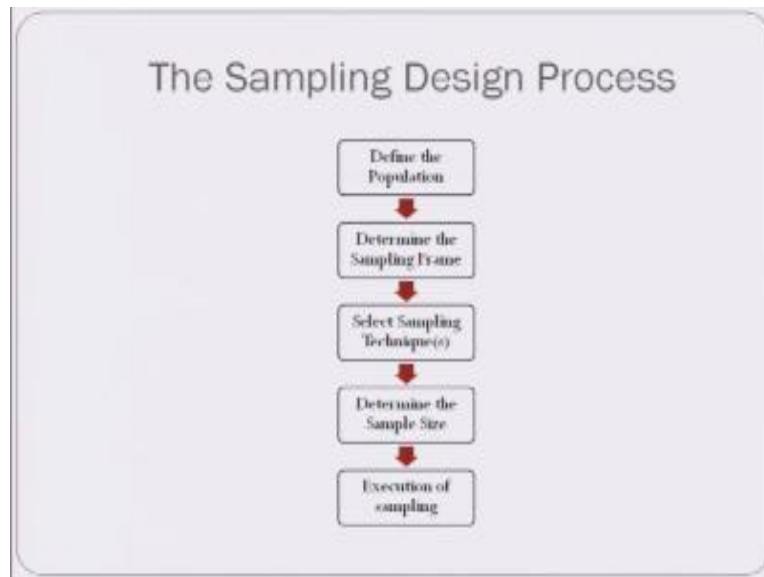 The Sampling Design Process
Define the
Population
Determine the
Sampling Frame
Select Sampling
Technique(s)
Determine the
Sample Size
Execution of
sampling